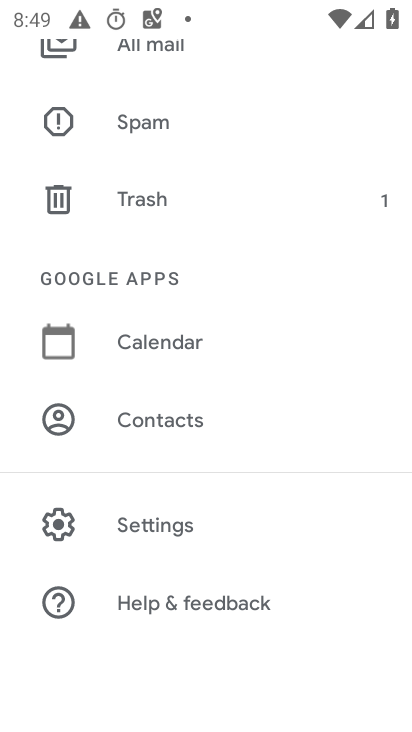 8:49
All mail
Spam
Trash 1
GOOGLE APPS
Calendar
Contacts
Settings
Help & feedback